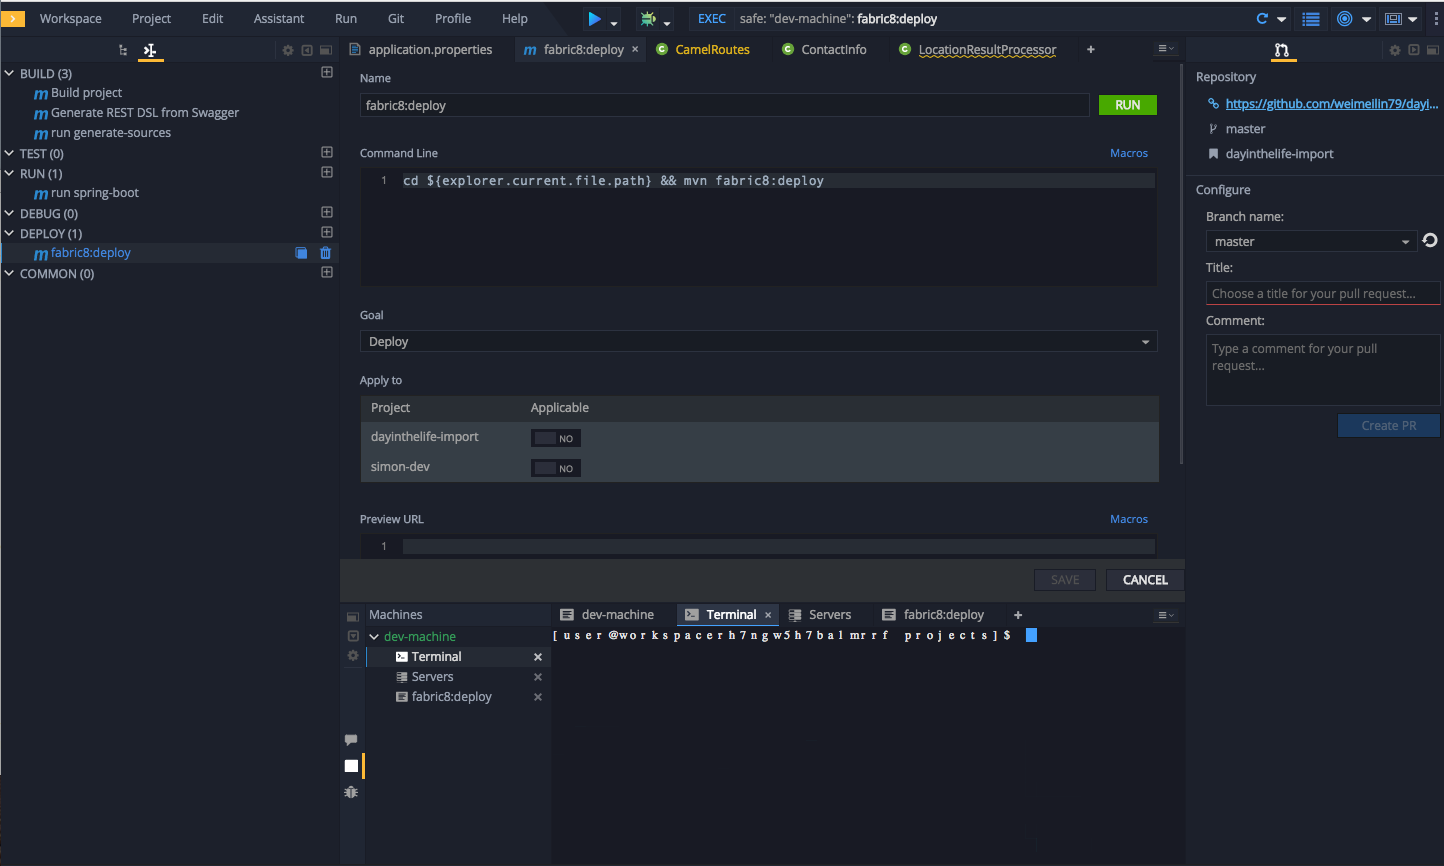 Workspace Project Edit Assistant Run Git Profile Help EXEC safe: "dev-machine": fabric8:deploy
BUILD (3)
Build project
Generate REST DSL from Swagger
run generate-sources
TEST (0)
RUN (1)
run spring-boot
DEBUG (0)
DEPLOY (1)
fabric8:deploy
COMMON (0)
application.properties fabric8:deploy × CamelRoutes ContactInfo LocationResultProcessor +
Name
fabric8:deploy RUN
Command Line Macros
1 cd ${explorer.current.file.path} && mvn fabric8:deploy
Goal
Deploy
Apply to
Project Applicable
dayinthelife-import NO
simon-dev NO
Preview URL Macros
1
SAVE CANCEL
Repository
https://github.com/weimeilin79/dayi...
master
dayinthelife-import
Configure
Branch name:
master
Title:
Choose a title for your pull request...
Comment:
Type a comment for your pull
request...
Create PR
Machines
dev-machine
Terminal
Servers
fabric8:deploy
dev-machine Terminal × Servers fabric8:deploy +
[user@workspacerh7ngw5h7balmrrf projects]$